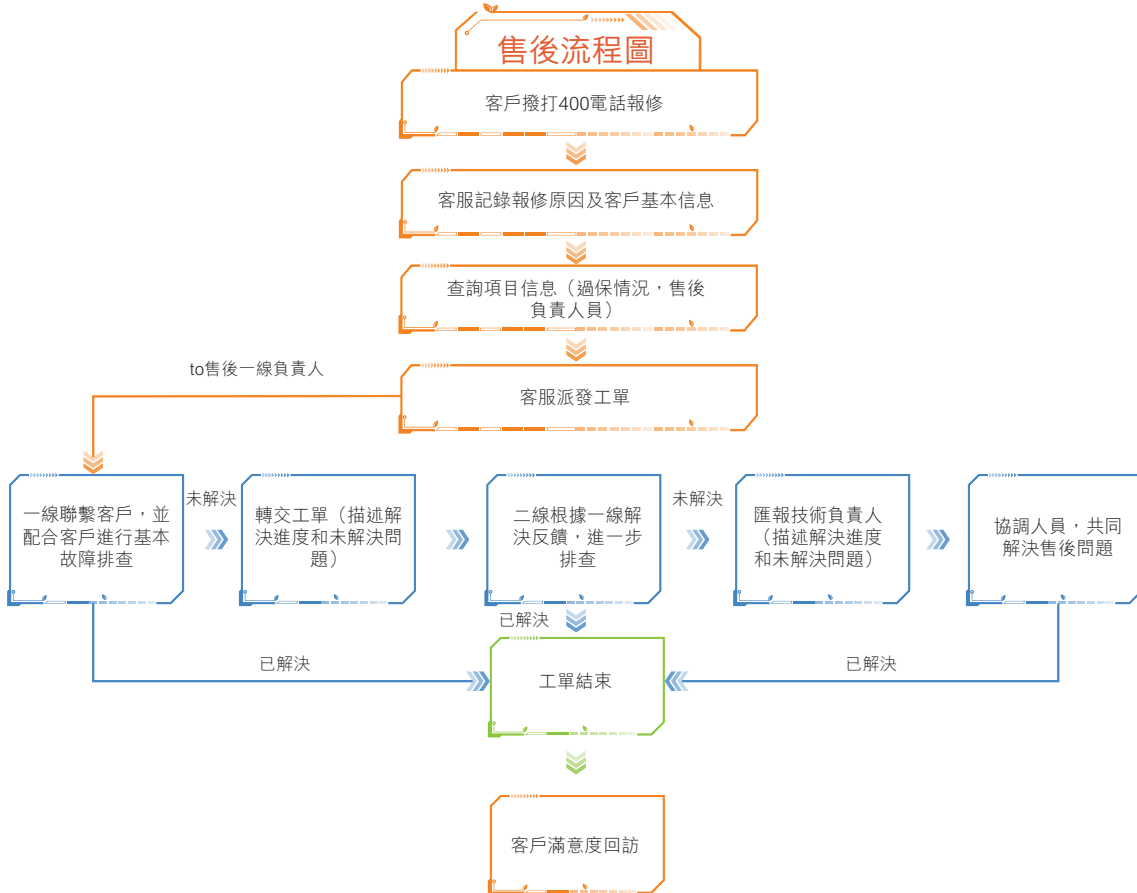 售後流程圖
客戶撥打400電話報修
客服記錄報修原因及客戶基本信息
查詢項目信息（過保情況，售後
負責人員）
to售後一線負責人
客服派發工單
一線聯繫客戶，並
配合客戶進行基本
故障排查
未解決
轉交工單（描述解
決進度和未解決問
題）
二線根據一線解
決反饋，進一步
排查
未解決
匯報技術負責人
（描述解決進度
和未解決問題）
協調人員，共同
解決售後問題
已解決
已解決
工單結束
已解決
客戶滿意度回訪